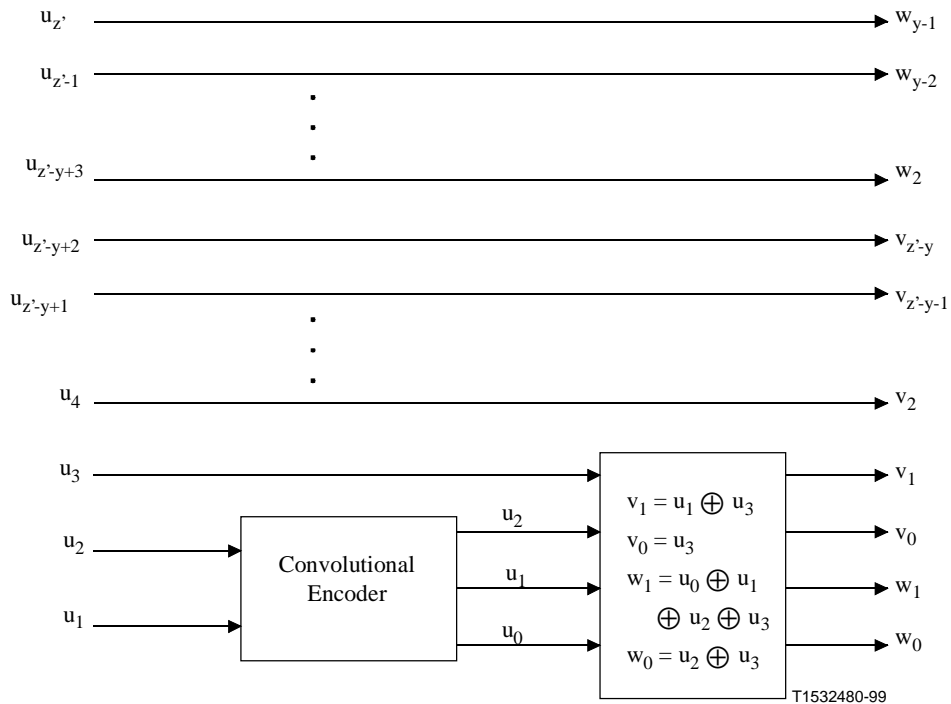 u_z' w_y-1
u_z'-1 w_y-2
u_z'-y+3 w_2
u_z'-y+2 v_z'-y
u_z'-y+1 v_z'-y-1
u_4 v_2
u_3 v_1
u_2 u_2 v_0
u_1 u_1 w_1
u_0 w_0
Convolutional
Encoder
v_1 = u_1 ⊕ u_3
v_0 = u_3
w_1 = u_0 ⊕ u_1
⊕ u_2 ⊕ u_3
w_0 = u_2 ⊕ u_3
T1532480-99